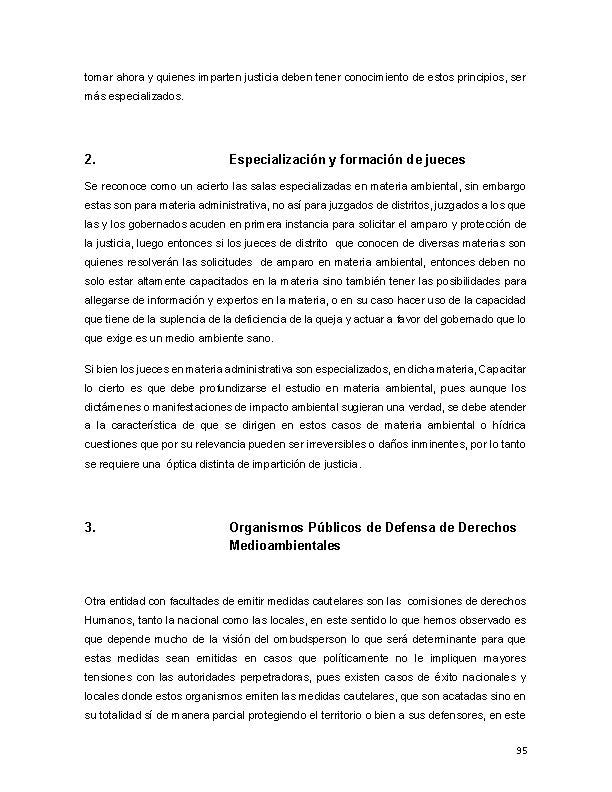 tomar ahora y quienes imparten justicia deben tener conocimiento de estos principios, ser
más especializados.
2. Especialización y formación de jueces
Se reconoce como un acierto las salas especializadas en materia ambiental, sin embargo
estas son para materia administrativa, no así para juzgados de distritos, juzgados a los que
las y los gobernados acuden en primera instancia para solicitar el amparo y protección de
la justicia, luego entonces si los jueces de distrito que conocen de diversas materias son
quienes resolverán las solicitudes de amparo en materia ambiental, entonces deben no
solo estar altamente capacitados en la materia sino también tener las posibilidades para
allegarse de información y expertos en la materia, o en su caso hacer uso de la capacidad
que tiene de la suplencia de la deficiencia de la queja y actuar a favor del gobernado que lo
que exige es un medio ambiente sano.
Si bien los jueces en materia administrativa son especializados, en dicha materia, Capacitar
lo cierto es que debe profundizarse el estudio en materia ambiental, pues aunque los
dictámenes o manifestaciones de impacto ambiental sugieran una verdad, se debe atender
a la característica de que se dirigen en estos casos de materia ambiental o hídrica
cuestiones que por su relevancia pueden ser irreversibles o daños inminentes, por lo tanto
se requiere una óptica distinta de impartición de justicia.
3. Organismos Públicos de Defensa de Derechos
Medioambientales
Otra entidad con facultades de emitir medidas cautelares son las comisiones de derechos
Humanos, tanto la nacional como las locales, en este sentido lo que hemos observado es
que depende mucho de la visión del ombudsperson lo que será determinante para que
estas medidas sean emitidas en casos que políticamente no le impliquen mayores
tensiones con las autoridades perpetradoras, pues existen casos de éxito nacionales y
locales donde estos organismos emiten las medidas cautelares, que son acatadas sino en
su totalidad sí de manera parcial protegiendo el territorio o bien a sus defensores, en este
95